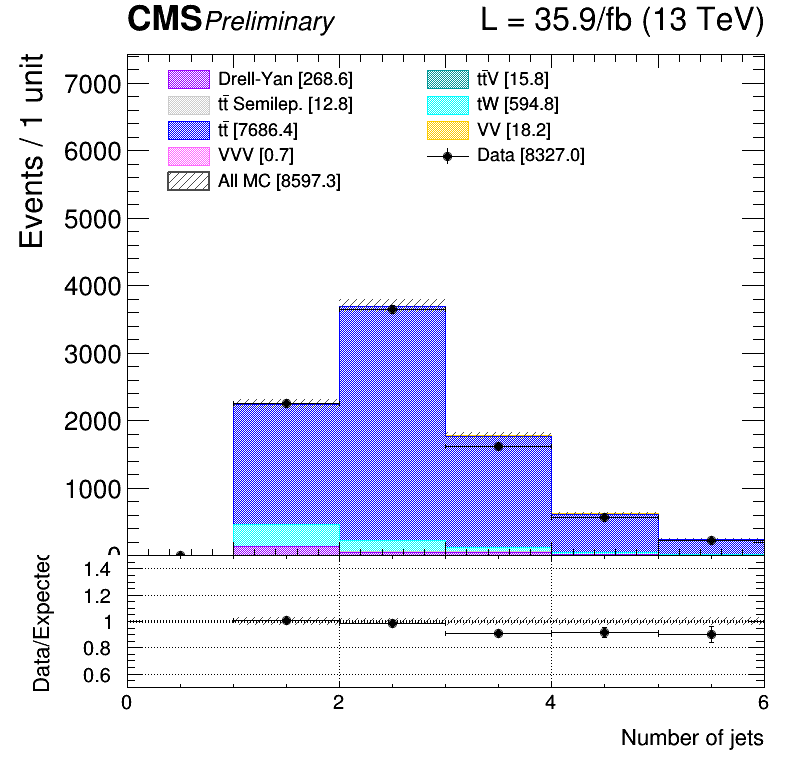 CMS Preliminary L = 35.9/fb (13 TeV)
Events / 1 unit
7000
6000
5000
4000
3000
2000
1000
0
Drell-Yan [268.6]
tt̄ Semilep. [12.8]
tt̄ [7686.4]
VVV [0.7]
All MC [8597.3]
tt̄V [15.8]
tW [594.8]
VV [18.2]
Data [8327.0]
Data/Expected
1.4
1.2
1
0.8
0.6
0 2 4 6
Number of jets